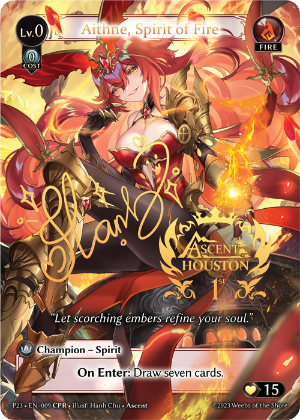 Lv.0
Aithne, Spirit of Fire
0
COST
FIRE
ASCENT
HOUSTON
1st
"Let scorching embers refine your soul."
Champion – Spirit
On Enter: Draw seven cards.
15
P23 • EN-009 CPR • Illust. Hanh Chu • Ascent
©2023 Weebs of the Shore